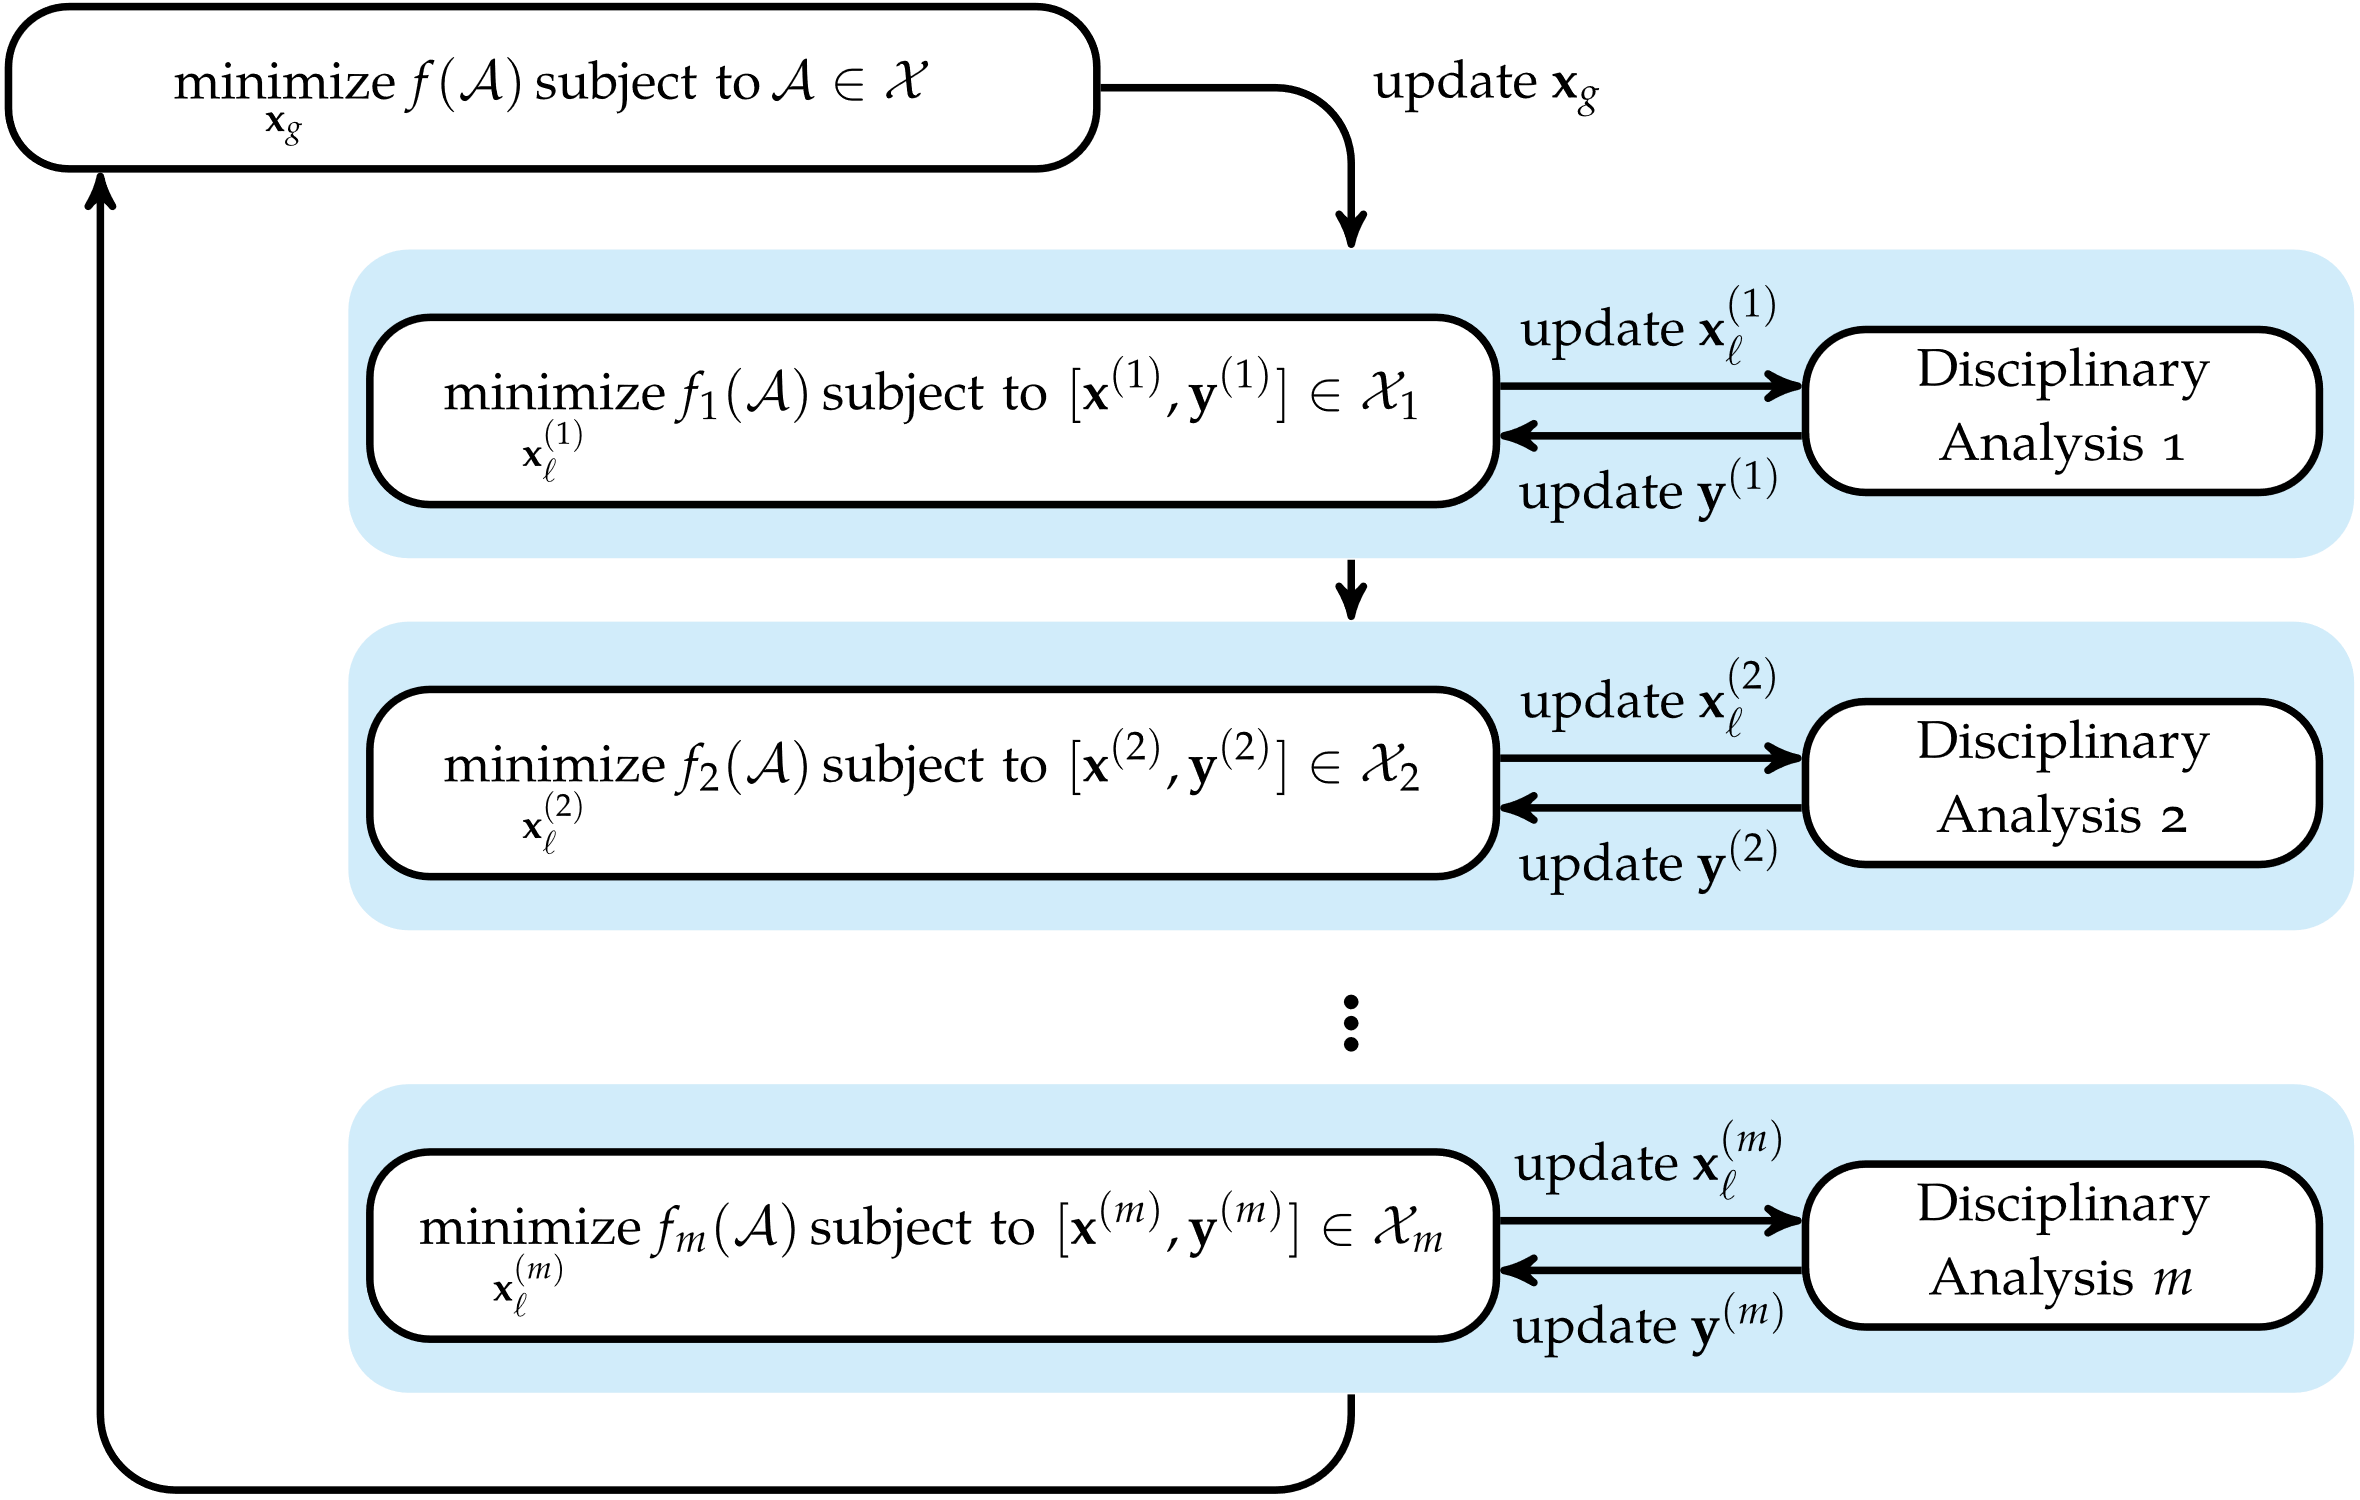 minimize f(𝒜) subject to 𝒜 ∈ 𝒳
x_g
update x_g
minimize f_1(𝒜) subject to [x^(1), y^(1)] ∈ 𝒳_1
x_ℓ^(1)
update x_ℓ^(1)
update y^(1)
Disciplinary
Analysis 1
minimize f_2(𝒜) subject to [x^(2), y^(2)] ∈ 𝒳_2
x_ℓ^(2)
update x_ℓ^(2)
update y^(2)
Disciplinary
Analysis 2
⋮
minimize f_m(𝒜) subject to [x^(m), y^(m)] ∈ 𝒳_m
x_ℓ^(m)
update x_ℓ^(m)
update y^(m)
Disciplinary
Analysis m